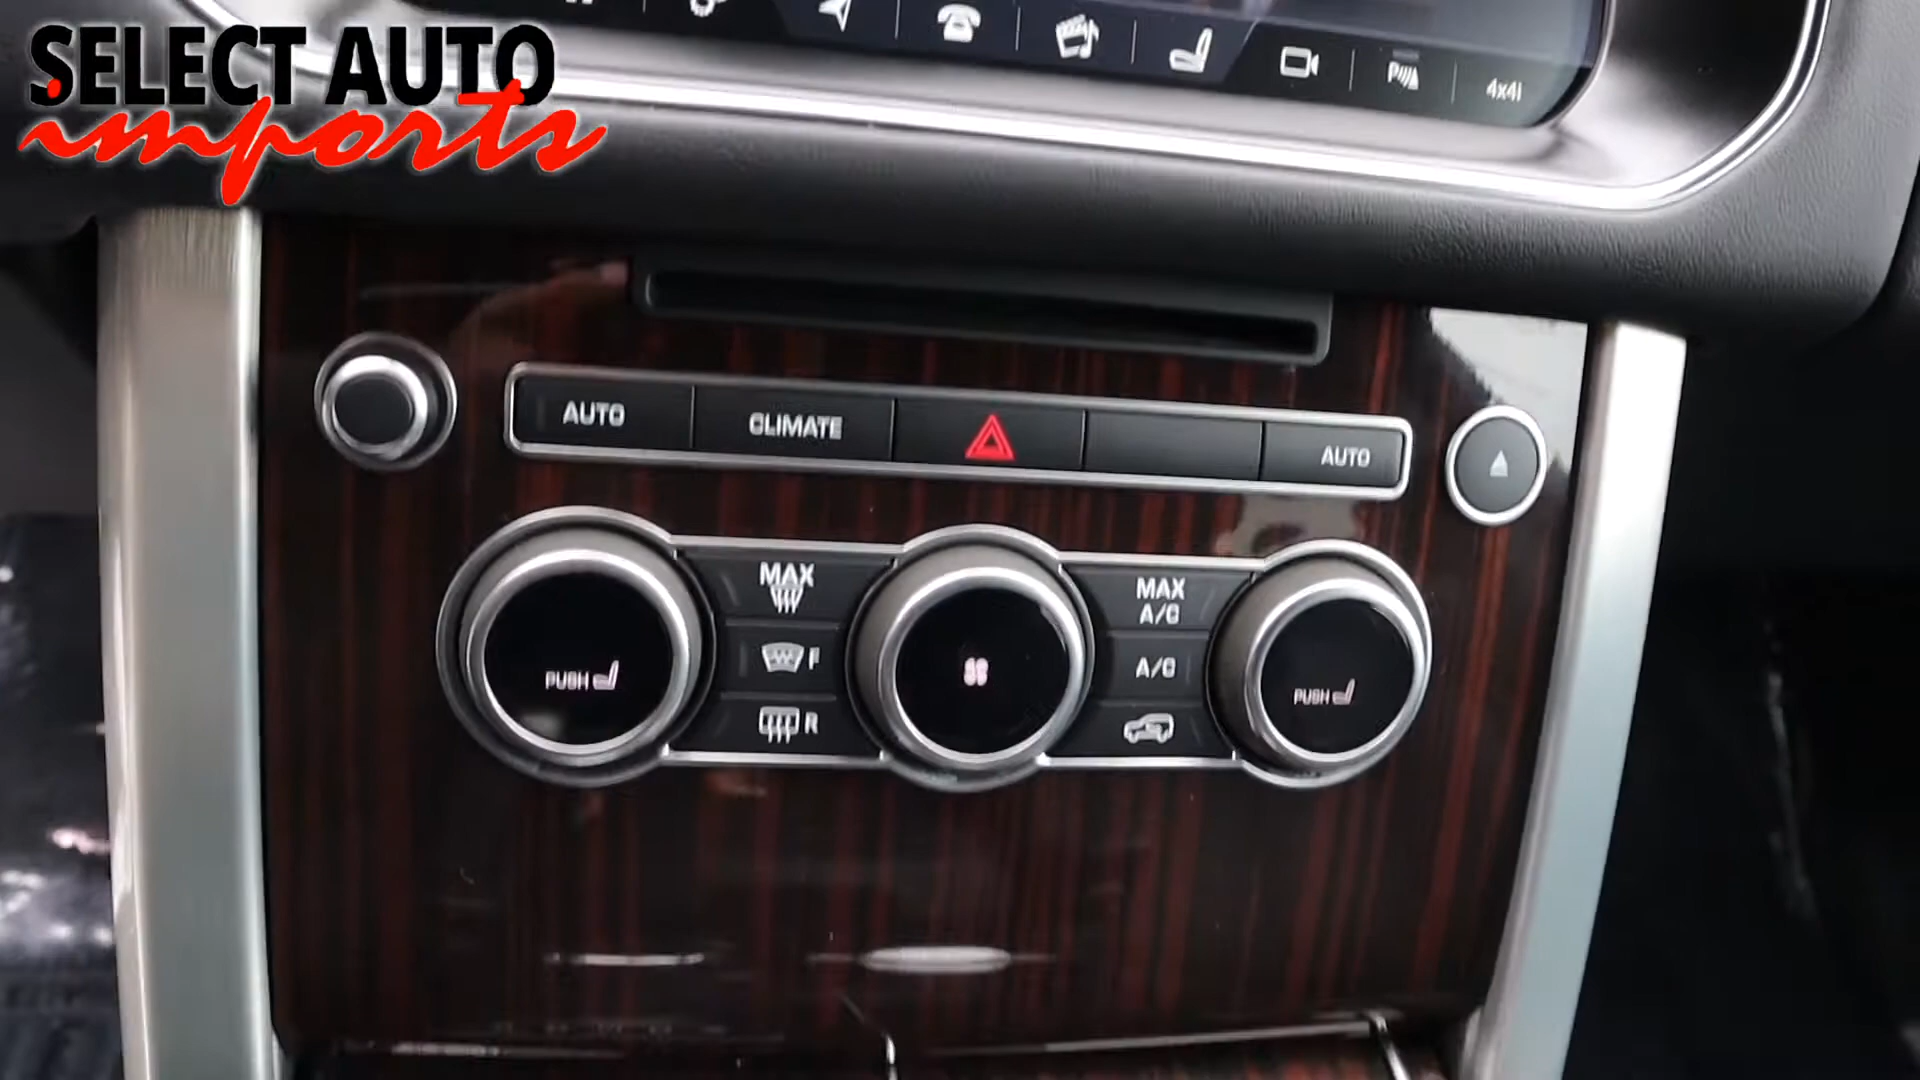 SELECT AUTO
imports
4x4i
AUTO
CLIMATE
AUTO
MAX
MAX
A/C
PUSH
F
A/C
PUSH
R